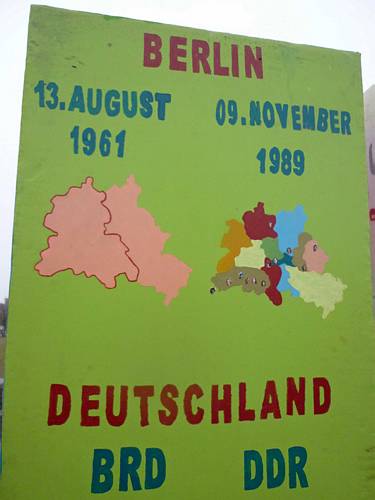 BERLIN
13.AUGUST 09.NOVEMBER
1961 1989
DEUTSCHLAND
BRD DDR